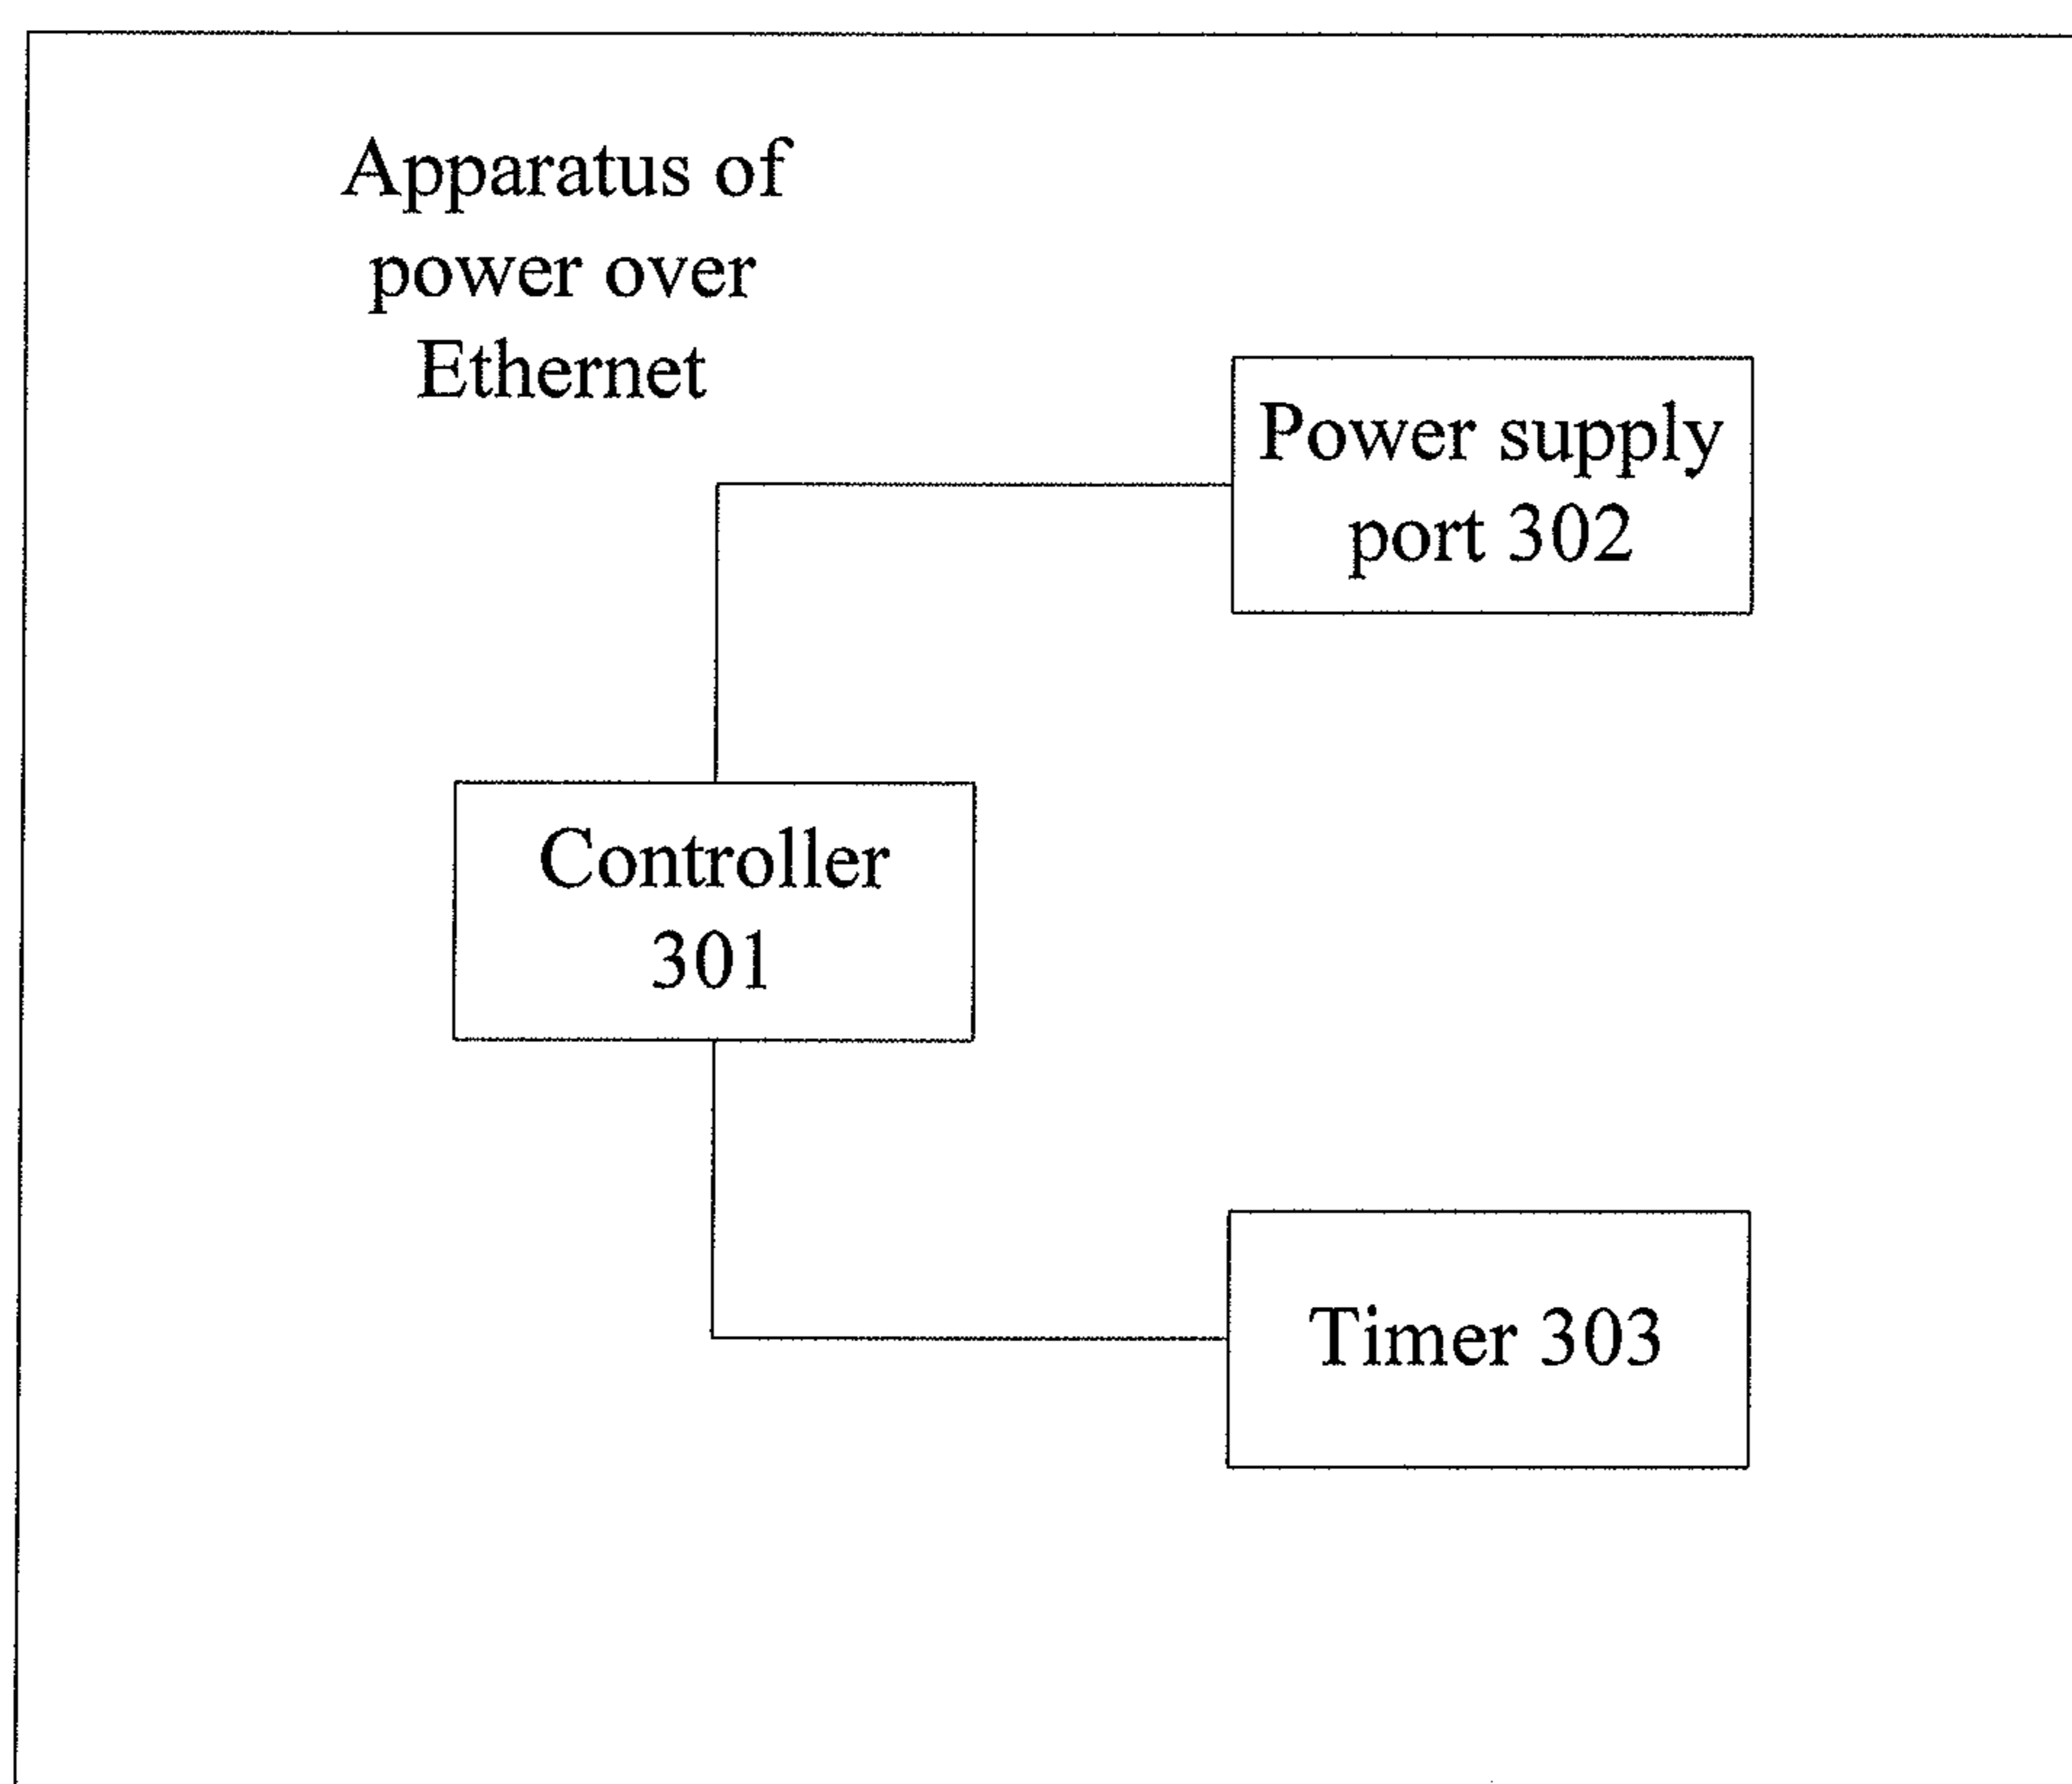 Apparatus of
power over
Ethernet
Power supply
port 302
Controller
301
Timer 303